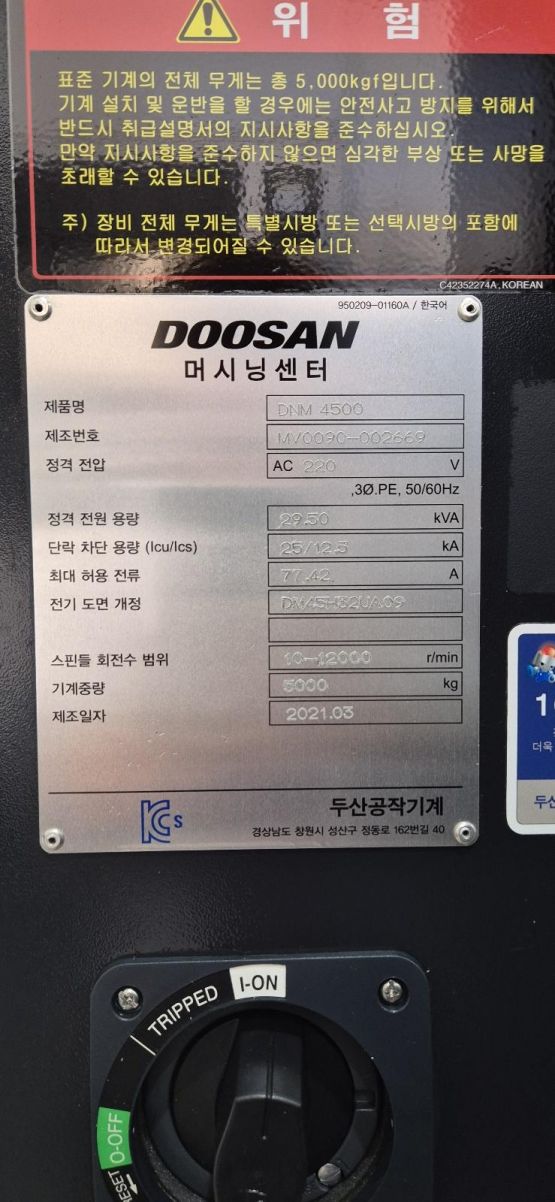 위 험
표준 기계의 전체 무게는 총 5,000kgf입니다.
기계 설치 및 운반을 할 경우에는 안전사고 방지를 위해서
반드시 취급설명서의 지시사항을 준수하십시오.
만약 지시사항을 준수하지 않으면 심각한 부상 또는 사망을
초래할 수 있습니다.
주) 장비 전체 무게는 특별시방 또는 선택시방의 포함에
따라서 변경되어질 수 있습니다.
C42352274A, KOREAN
950209-01160A / 한국어
DOOSAN
머시닝센터
제품명 DNM 4500
제조번호 MV0090-002669
정격 전압 AC 220 V
,3Ø.PE, 50/60Hz
정격 전원 용량 29.50 kVA
단락 차단 용량 (Icu/Ics) 25/12.5 kA
최대 허용 전류 77.42. A
전기 도면 개정
스핀들 회전수 범위 10-12000 r/min
기계중량 5000 kg
제조일자 2021.03
KCs
두산공작기계
경상남도 창원시 성산구 정동로 162번길 40
더욱
두산
I-ON
TRIPPED
O-OFF
RESET